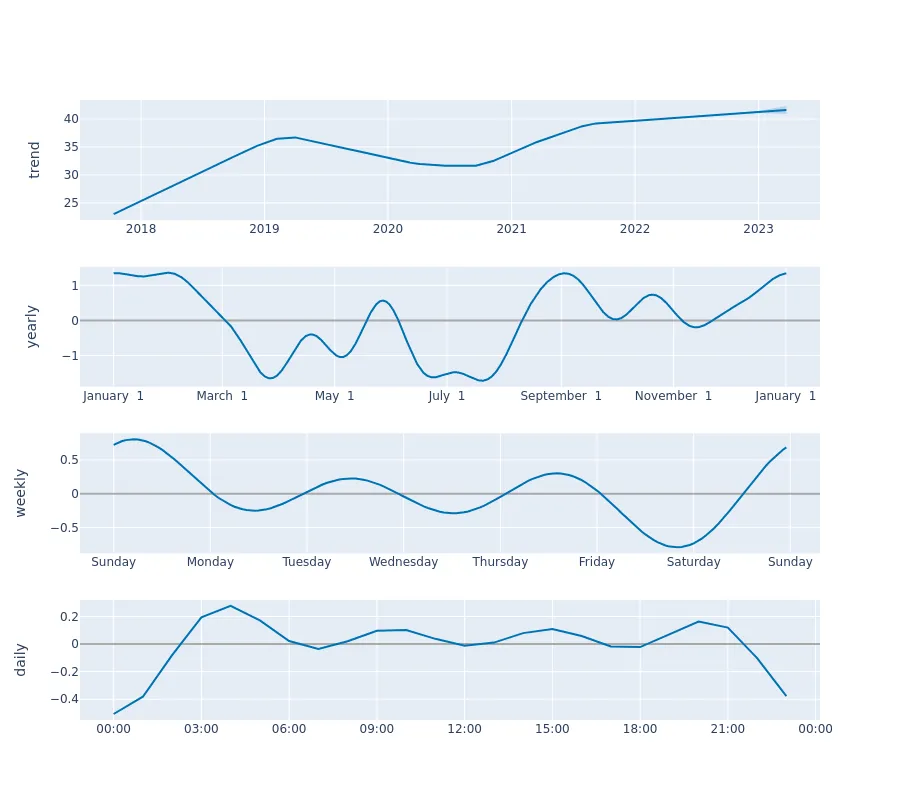 trend
40
35
30
25
2018 2019 2020 2021 2022 2023
yearly
1
0
−1
January 1 March 1 May 1 July 1 September 1 November 1 January 1
weekly
0.5
0
−0.5
Sunday Monday Tuesday Wednesday Thursday Friday Saturday Sunday
daily
0.2
0
−0.2
−0.4
00:00 03:00 06:00 09:00 12:00 15:00 18:00 21:00 00:00